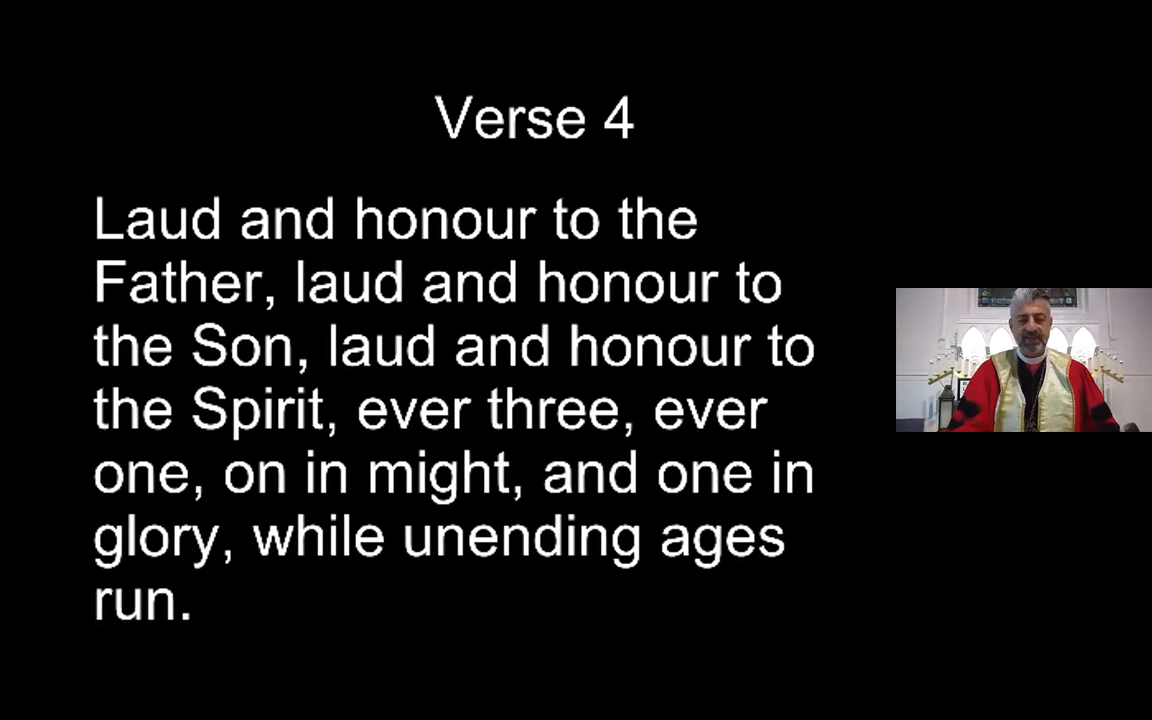 Verse 4
Laud and honour to the
Father, laud and honour to
the Son, laud and honour to
the Spirit, ever three, ever
one, on in might, and one in
glory, while unending ages
run.